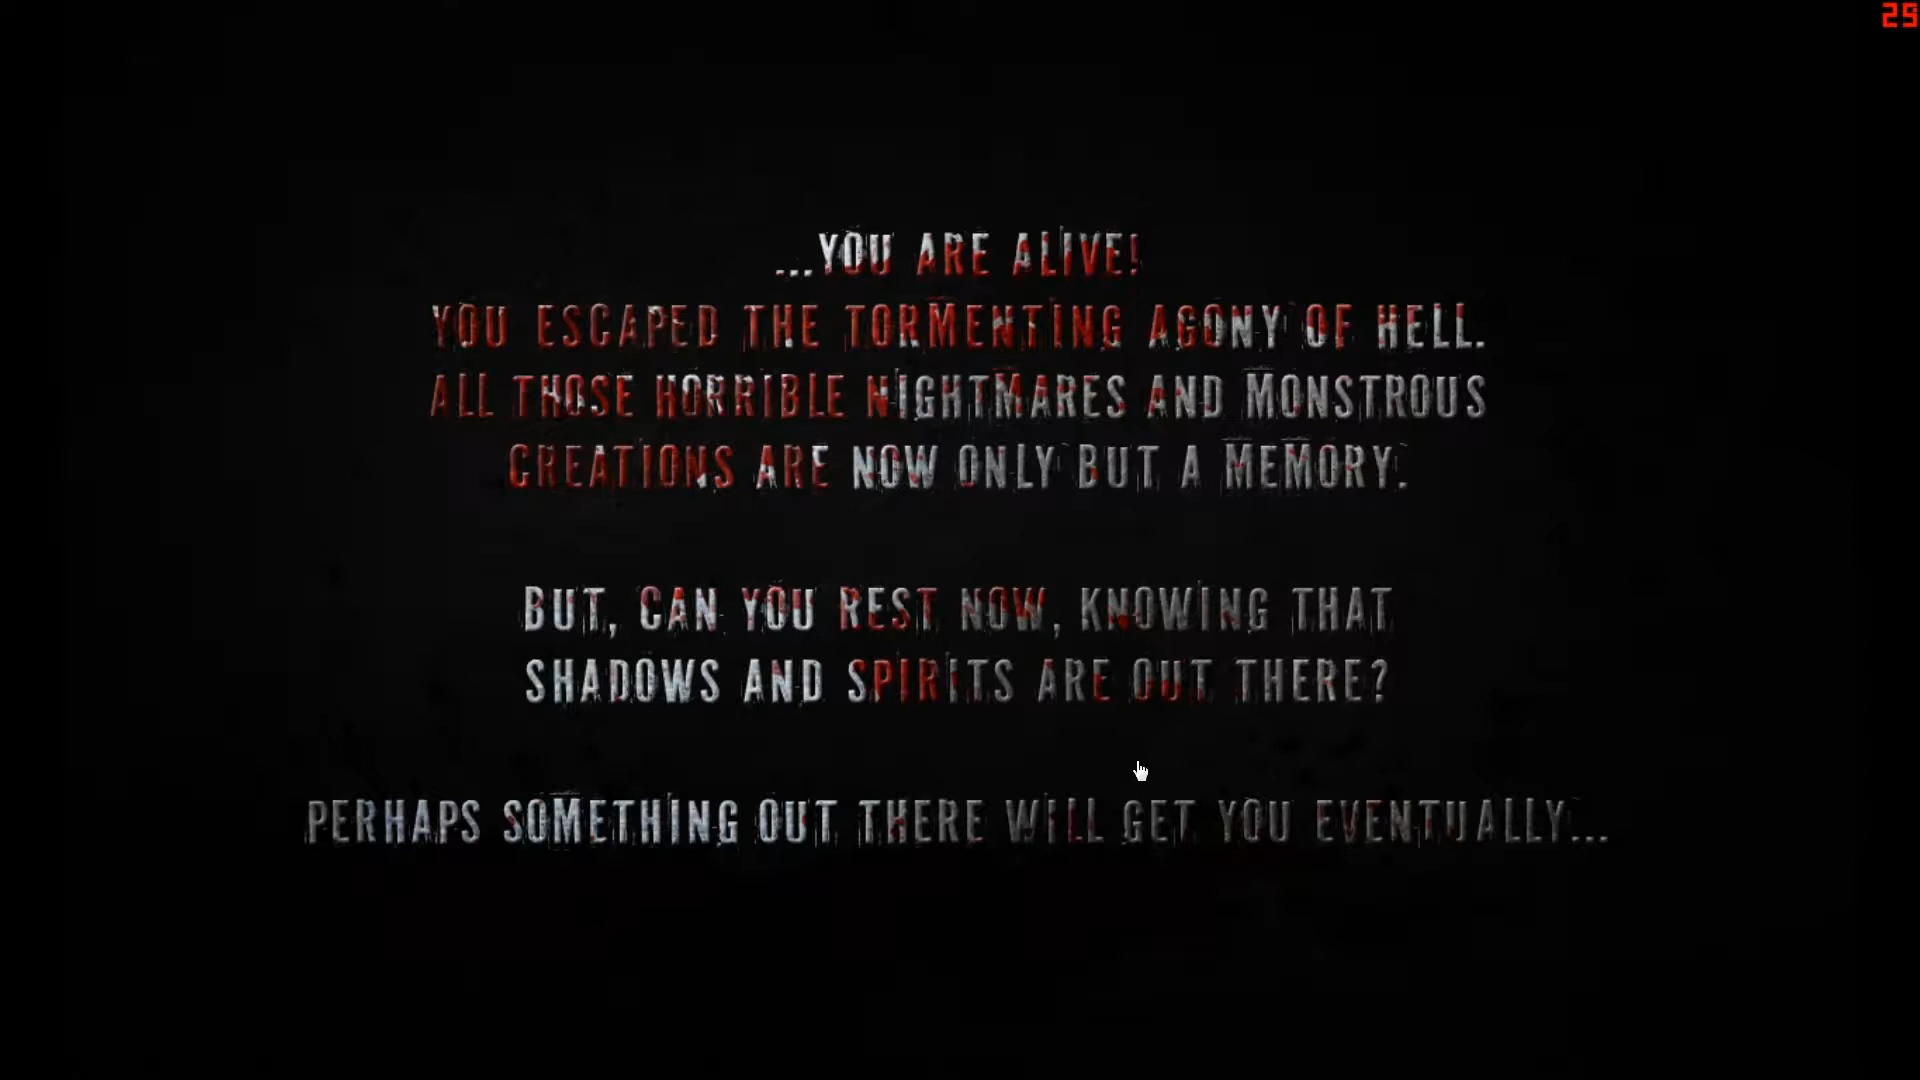 25
...YOU ARE ALIVE!
YOU ESCAPED THE TORMENTING AGONY OF HELL.
ALL THOSE HORRIBLE NIGHTMARES AND MONSTROUS
CREATIONS ARE NOW ONLY BUT A MEMORY.
BUT, CAN YOU REST NOW, KNOWING THAT
SHADOWS AND SPIRITS ARE OUT THERE?
PERHAPS SOMETHING OUT THERE WILL GET YOU EVENTUALLY...